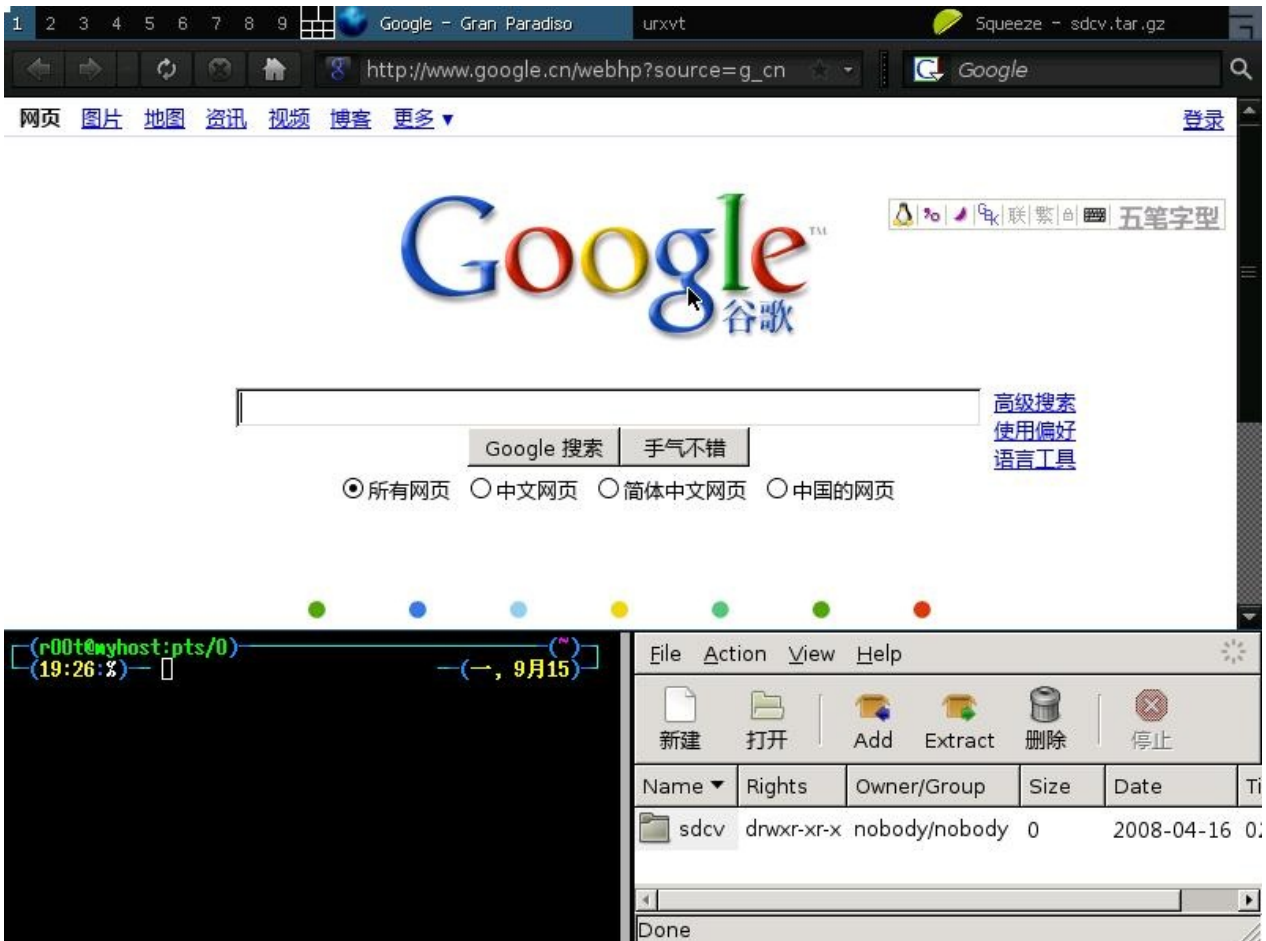 1 2 3 4 5 6 7 8 9 Google - Gran Paradiso urxvt Squeeze - sdcv.tar.gz
http://www.google.cn/webhp?source=g_cn Google
网页 图片 地图 资讯 视频 博客 更多 ▼ 登录
Google TM
谷歌
联 繁 五笔字型
高级搜索
Google 搜索 手气不错
使用偏好
语言工具
所有网页 中文网页 简体中文网页 中国的网页
(r00t@myhost:pts/0) (~)
(19:26:%) (一, 9月15)
File Action View Help
新建 打开 Add Extract 删除 停止
Name ▼ Rights Owner/Group Size Date Ti
sdcv drwxr-xr-x nobody/nobody 0 2008-04-16
Done